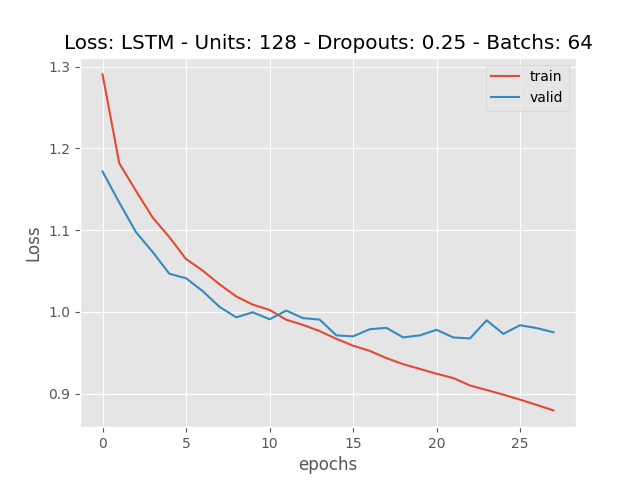 Loss: LSTM - Units: 128 - Dropouts: 0.25 - Batchs: 64
train
valid
1.3
1.2
1.1
1.0
0.9
Loss
0
5
10
15
20
25
epochs